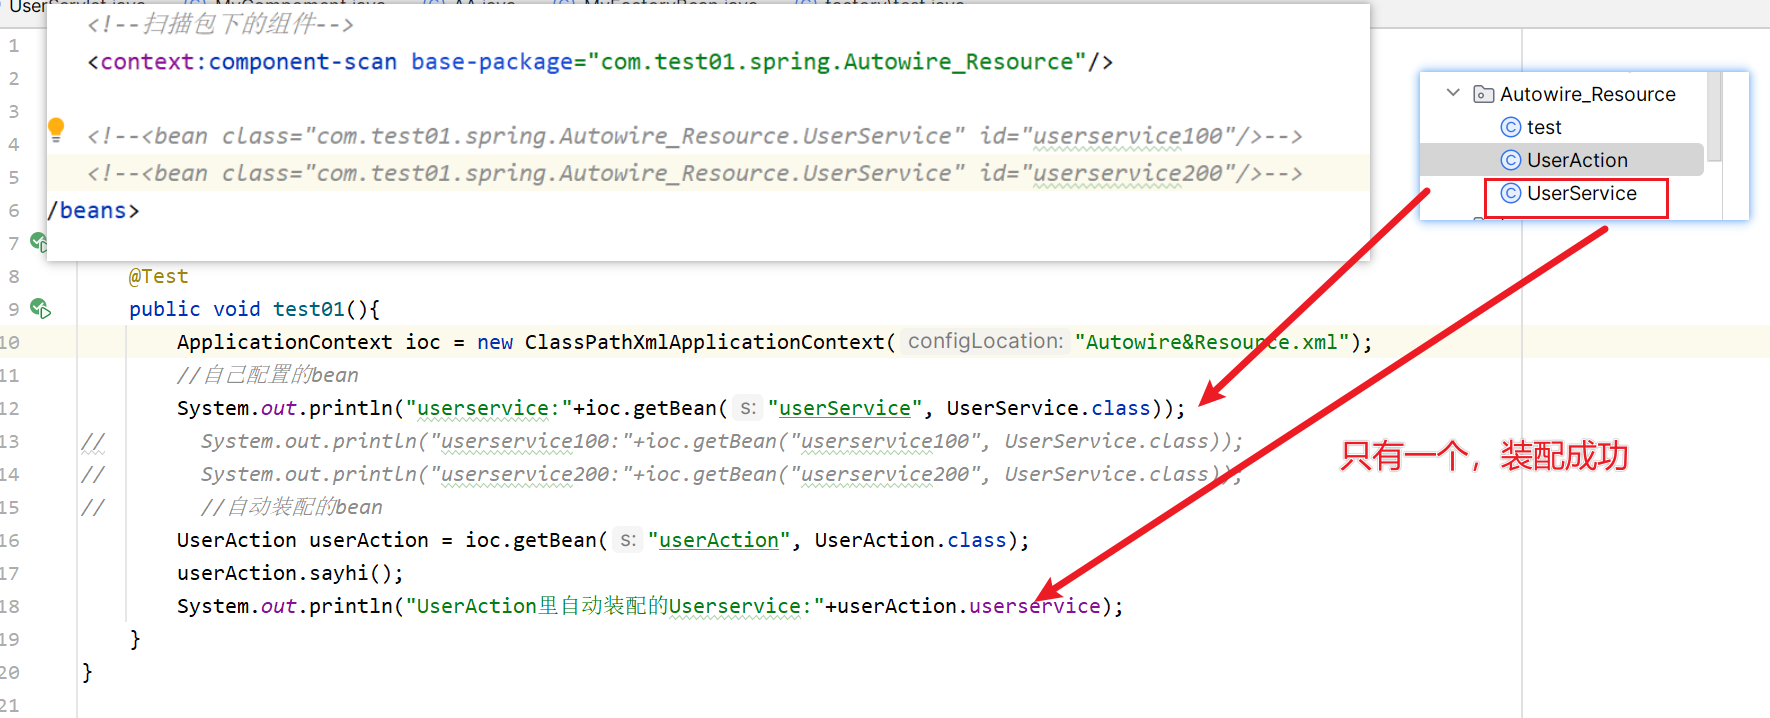 <!--扫描包下的组件-->
<context:component-scan base-package="com.test01.spring.Autowire_Resource"/>
<!--<bean class="com.test01.spring.Autowire_Resource.UserService" id="userservice100"/>-->
<!--<bean class="com.test01.spring.Autowire_Resource.UserService" id="userservice200"/>-->
/beans>
Autowire_Resource
test
UserAction
UserService
1
2
3
4
5
6
7
8 @Test
9 public void test01(){
10 ApplicationContext ioc = new ClassPathXmlApplicationContext( configLocation: "Autowire&Resource.xml");
11 //自己配置的bean
12 System.out.println("userservice:"+ioc.getBean( s: "userService", UserService.class));
13 // System.out.println("userservice100:"+ioc.getBean("userservice100", UserService.class));
14 // System.out.println("userservice200:"+ioc.getBean("userservice200", UserService.class));
15 // //自动装配的bean
16 UserAction userAction = ioc.getBean( s: "userAction", UserAction.class);
17 userAction.sayhi();
18 System.out.println("UserAction里自动装配的Userservice:"+userAction.userservice);
19 }
20 }
21
只有一个，装配成功